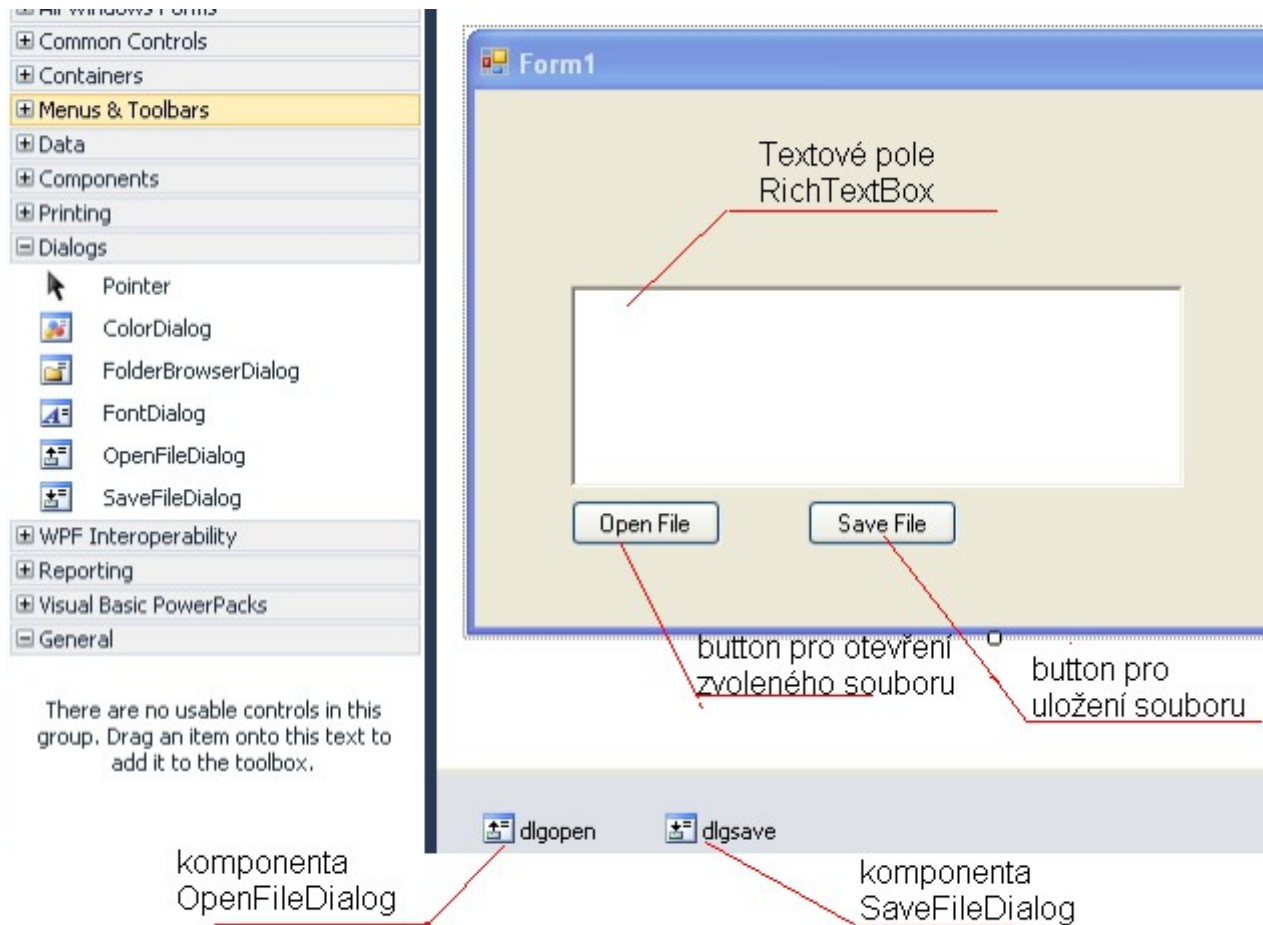 All Windows Forms
Common Controls
Containers
Menus & Toolbars
Data
Components
Printing
Dialogs
Pointer
ColorDialog
FolderBrowserDialog
FontDialog
OpenFileDialog
SaveFileDialog
WPF Interoperability
Reporting
Visual Basic PowerPacks
General
There are no usable controls in this
group. Drag an item onto this text to
add it to the toolbox.
Form1
Textové pole
RichTextBox
Open File
Save File
button pro otevření
zvoleného souboru
button pro
uložení souboru
dlgopen
dlgsave
komponenta
OpenFileDialog
komponenta
SaveFileDialog